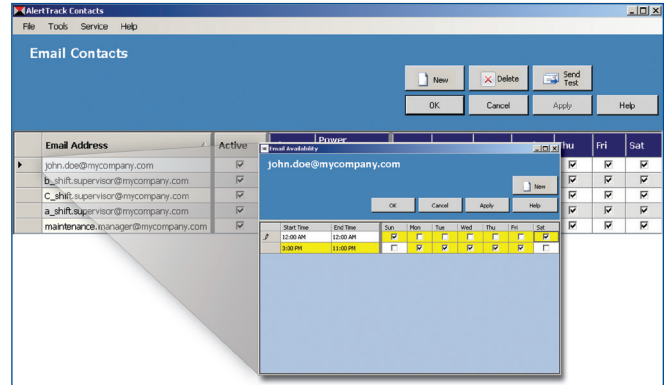 AlertTrack Contacts
File Tools Service Help
Email Contacts
New Delete Send Test
OK Cancel Apply Help
Email Address Active Power Thu Fri Sat
john.doe@mycompany.com
b_shift.supervisor@mycompany.com
C_shift.supervisor@mycompany.com
a_shift.supervisor@mycompany.com
maintenance.manager@mycompany.com
Email Availability
john.doe@mycompany.com
New
OK Cancel Apply Help
Start Time End Time Sun Mon Tue Wed Thu Fri Sat
12:00 AM 12:00 AM
3:00 PM 11:00 PM